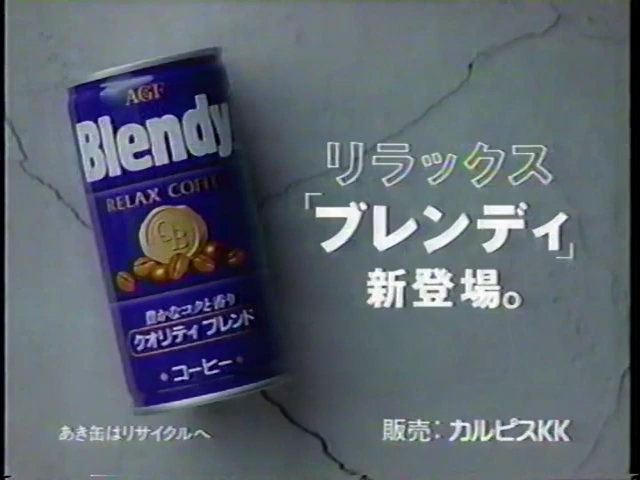 AGF
Blendy
RELAX COFFEE
QB
豊かなコクと香り
クオリティ ブレンド
・コーヒー・
リラックス
「ブレンディ」
新登場。
あき缶はリサイクルへ
販売：カルピスKK